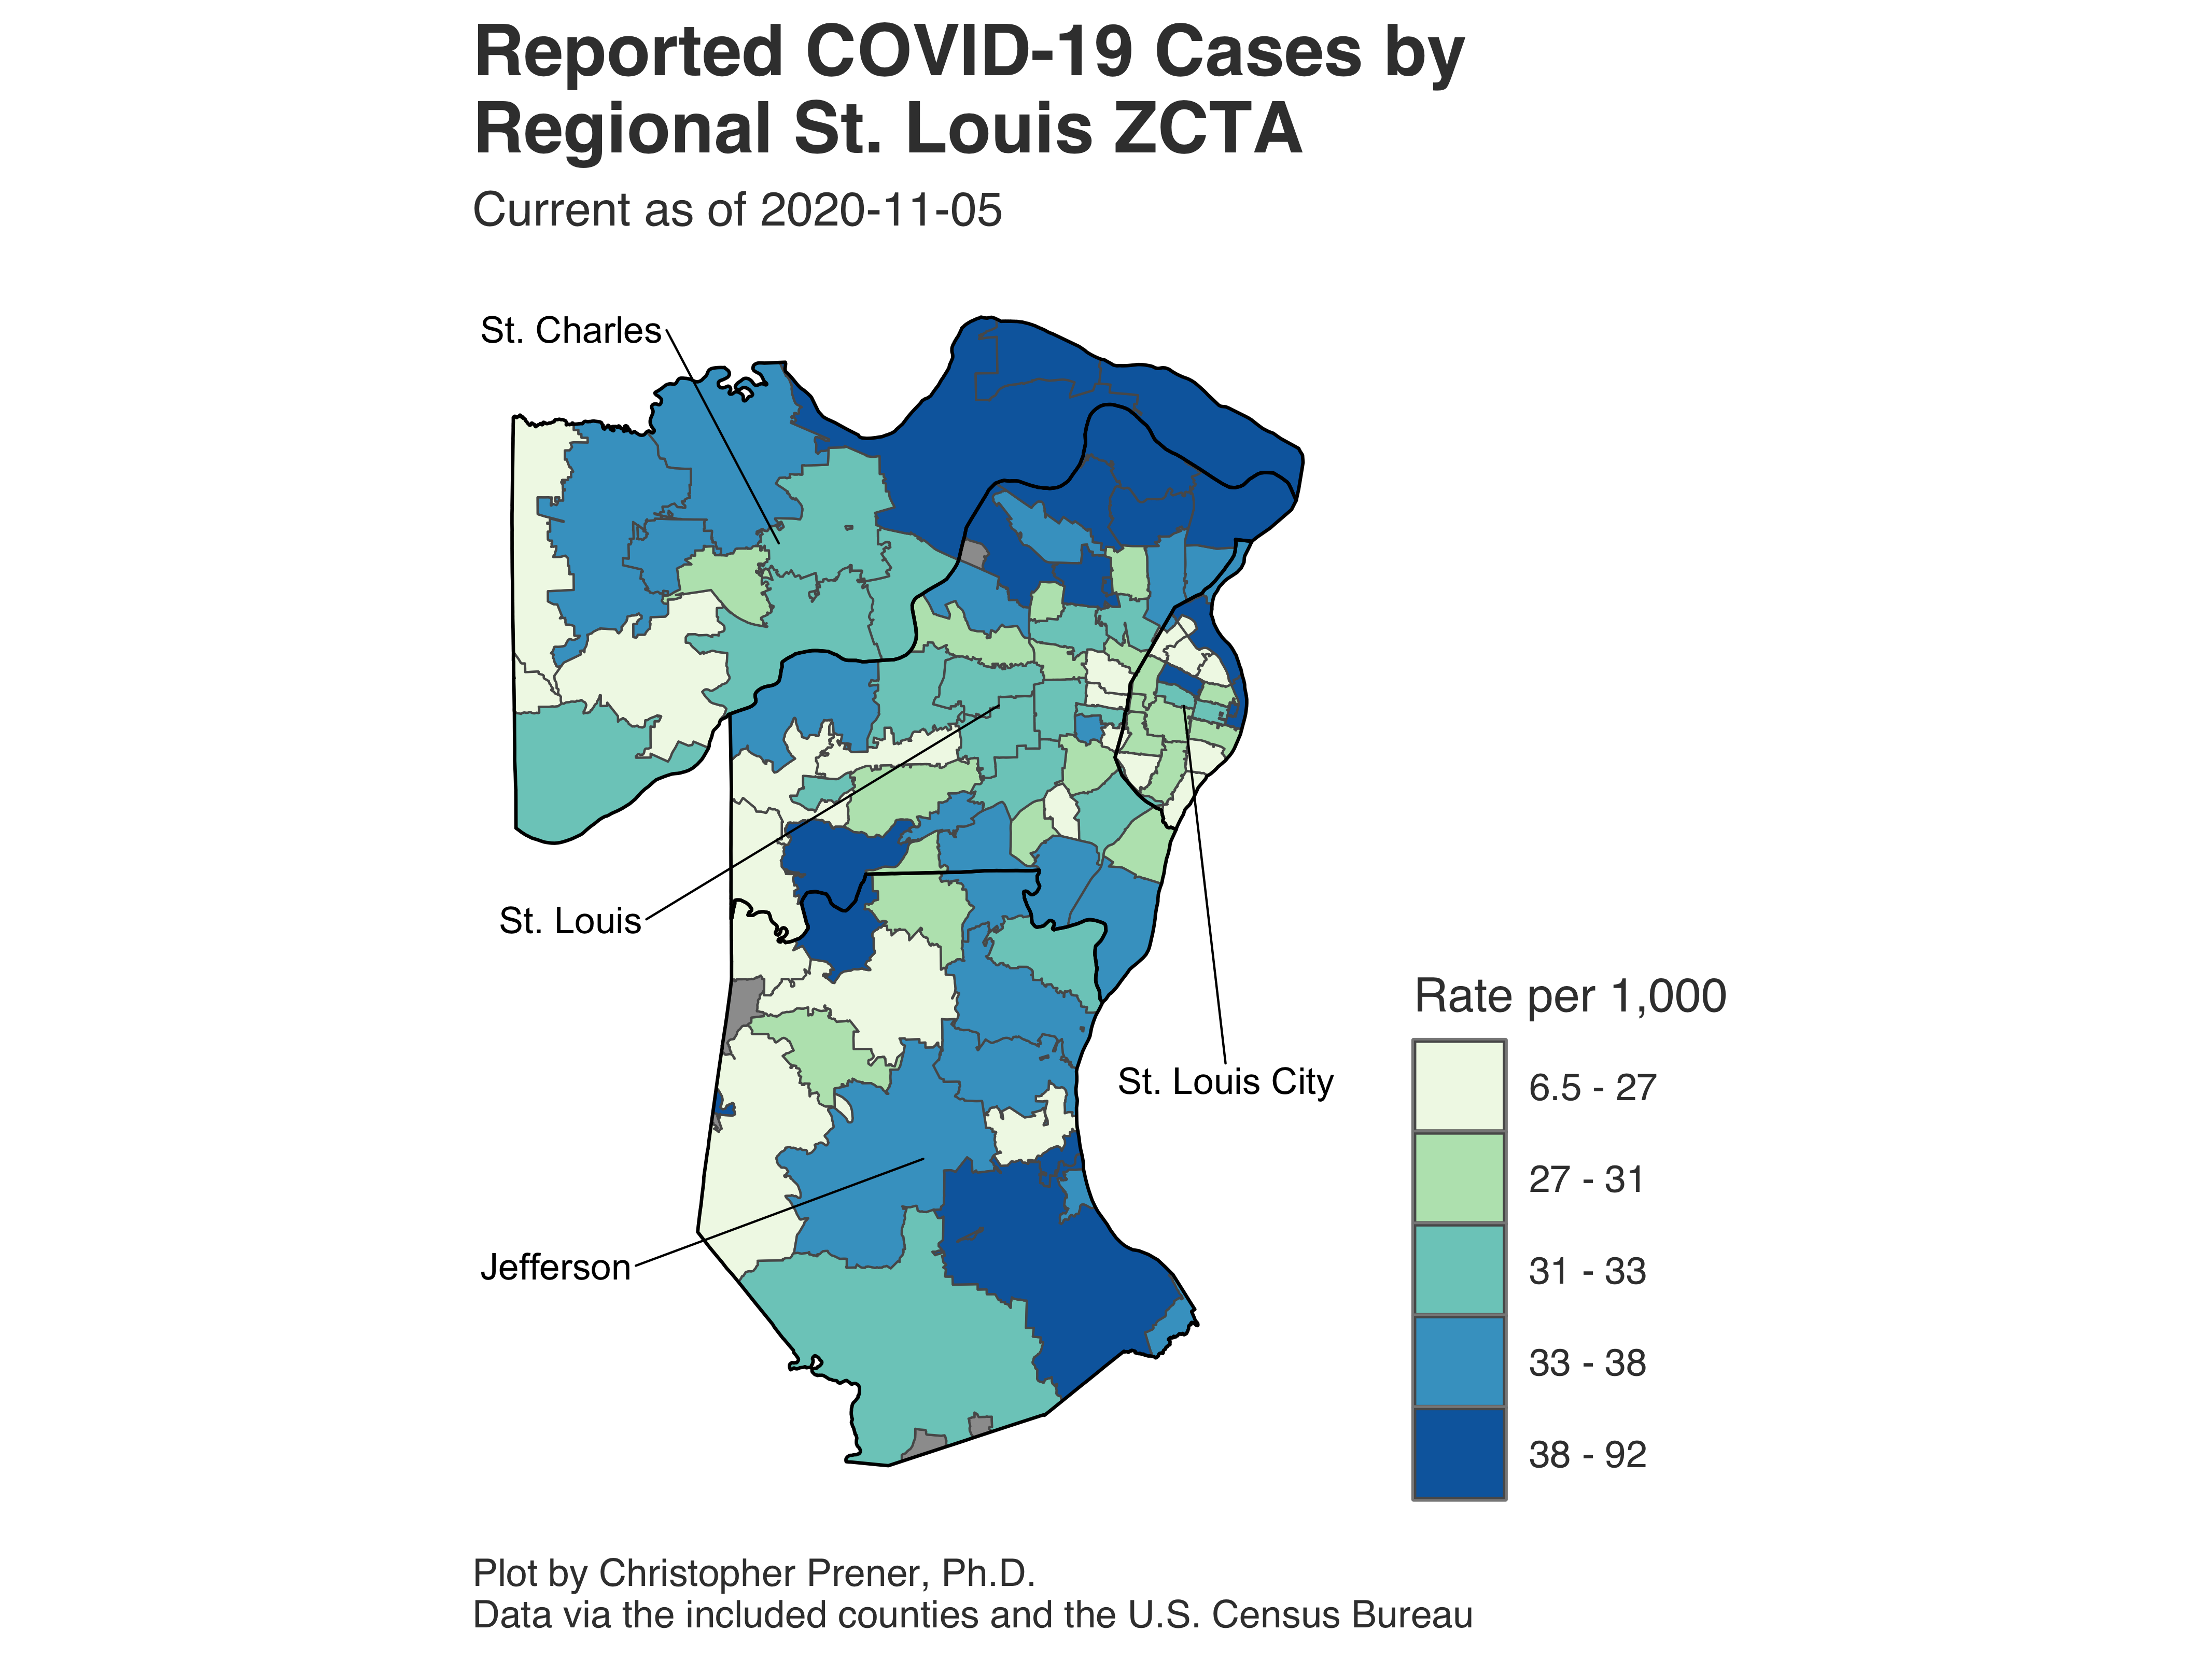 Reported COVID-19 Cases by
Regional St. Louis ZCTA
Current as of 2020-11-05
St. Charles
St. Louis
St. Louis City
Jefferson
Rate per 1,000
6.5 - 27
27 - 31
31 - 33
33 - 38
38 - 92
Plot by Christopher Prener, Ph.D.
Data via the included counties and the U.S. Census Bureau